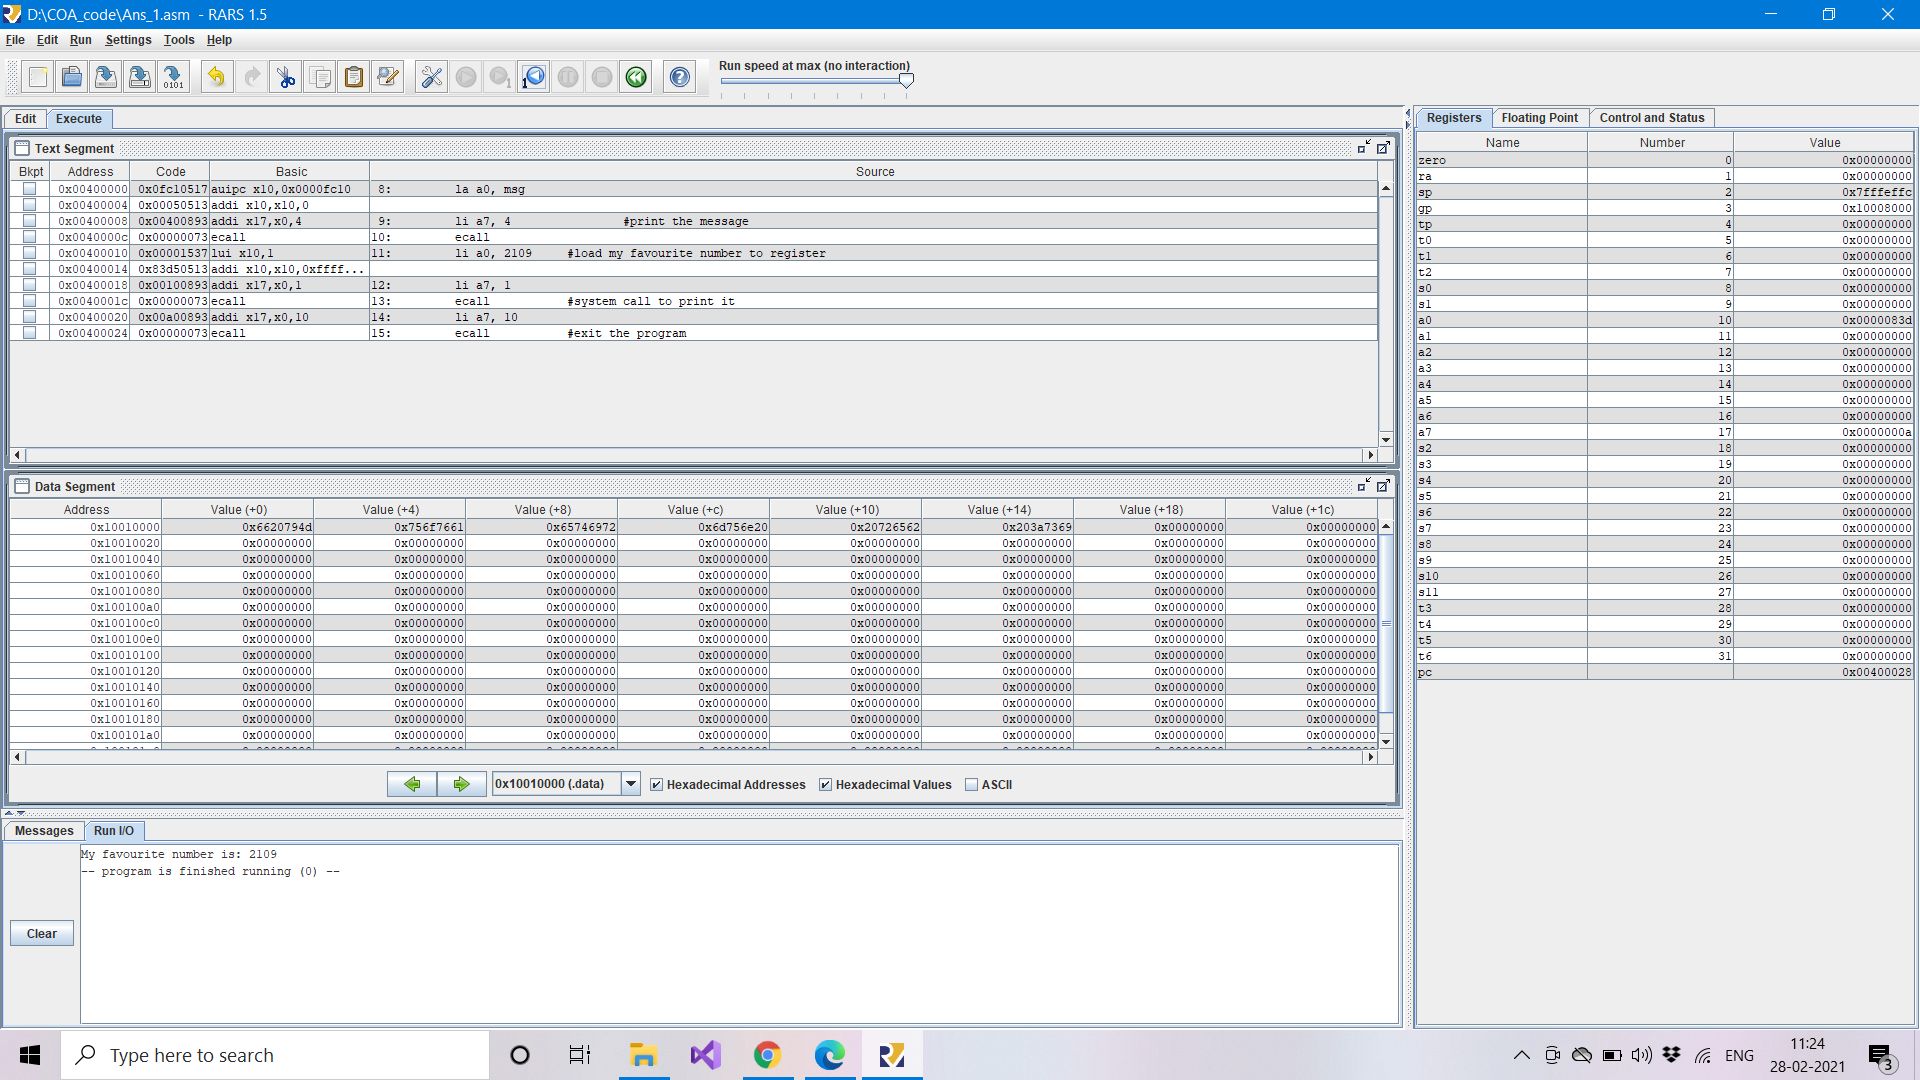 D:\COA_code\Ans_1.asm - RARS 1.5
File Edit Run Settings Tools Help
Run speed at max (no interaction)
Edit Execute
Text Segment
Bkpt Address Code Basic Source
0x00400000 0x0fc10517 auipc x10,0x0000fc10 8: la a0, msg
0x00400004 0x00050513 addi x10,x10,0
0x00400008 0x00400893 addi x17,x0,4 9: li a7, 4 #print the message
0x0040000c 0x00000073 ecall 10: ecall
0x00400010 0x00001537 lui x10,1 11: li a0, 2109 #load my favourite number to register
0x00400014 0x83d50513 addi x10,x10,0xffff...
0x00400018 0x00100893 addi x17,x0,1 12: li a7, 1
0x0040001c 0x00000073 ecall 13: ecall #system call to print it
0x00400020 0x00a00893 addi x17,x0,10 14: li a7, 10
0x00400024 0x00000073 ecall 15: ecall #exit the program
Data Segment
Address Value (+0) Value (+4) Value (+8) Value (+c) Value (+10) Value (+14) Value (+18) Value (+1c)
0x10010000 0x6620794d 0x756f7661 0x65746972 0x6d756e20 0x20726562 0x203a7369 0x00000000 0x00000000
0x10010020 0x00000000 0x00000000 0x00000000 0x00000000 0x00000000 0x00000000 0x00000000 0x00000000
0x10010040 0x00000000 0x00000000 0x00000000 0x00000000 0x00000000 0x00000000 0x00000000 0x00000000
0x10010060 0x00000000 0x00000000 0x00000000 0x00000000 0x00000000 0x00000000 0x00000000 0x00000000
0x10010080 0x00000000 0x00000000 0x00000000 0x00000000 0x00000000 0x00000000 0x00000000 0x00000000
0x100100a0 0x00000000 0x00000000 0x00000000 0x00000000 0x00000000 0x00000000 0x00000000 0x00000000
0x100100c0 0x00000000 0x00000000 0x00000000 0x00000000 0x00000000 0x00000000 0x00000000 0x00000000
0x100100e0 0x00000000 0x00000000 0x00000000 0x00000000 0x00000000 0x00000000 0x00000000 0x00000000
0x10010100 0x00000000 0x00000000 0x00000000 0x00000000 0x00000000 0x00000000 0x00000000 0x00000000
0x10010120 0x00000000 0x00000000 0x00000000 0x00000000 0x00000000 0x00000000 0x00000000 0x00000000
0x10010140 0x00000000 0x00000000 0x00000000 0x00000000 0x00000000 0x00000000 0x00000000 0x00000000
0x10010160 0x00000000 0x00000000 0x00000000 0x00000000 0x00000000 0x00000000 0x00000000 0x00000000
0x10010180 0x00000000 0x00000000 0x00000000 0x00000000 0x00000000 0x00000000 0x00000000 0x00000000
0x100101a0 0x00000000 0x00000000 0x00000000 0x00000000 0x00000000 0x00000000 0x00000000 0x00000000
0x10010000 (.data) Hexadecimal Addresses Hexadecimal Values ASCII
Messages Run I/O
My favourite number is: 2109
-- program is finished running (0) --
Clear
Registers Floating Point Control and Status
Name Number Value
zero 0 0x00000000
ra 1 0x00000000
sp 2 0x7fffeffc
gp 3 0x10008000
tp 4 0x00000000
t0 5 0x00000000
t1 6 0x00000000
t2 7 0x00000000
s0 8 0x00000000
s1 9 0x00000000
a0 10 0x0000083d
a1 11 0x00000000
a2 12 0x00000000
a3 13 0x00000000
a4 14 0x00000000
a5 15 0x00000000
a6 16 0x00000000
a7 17 0x0000000a
s2 18 0x00000000
s3 19 0x00000000
s4 20 0x00000000
s5 21 0x00000000
s6 22 0x00000000
s7 23 0x00000000
s8 24 0x00000000
s9 25 0x00000000
s10 26 0x00000000
s11 27 0x00000000
t3 28 0x00000000
t4 29 0x00000000
t5 30 0x00000000
t6 31 0x00000000
pc 0x00400028
Type here to search
ENG
11:24
28-02-2021
3